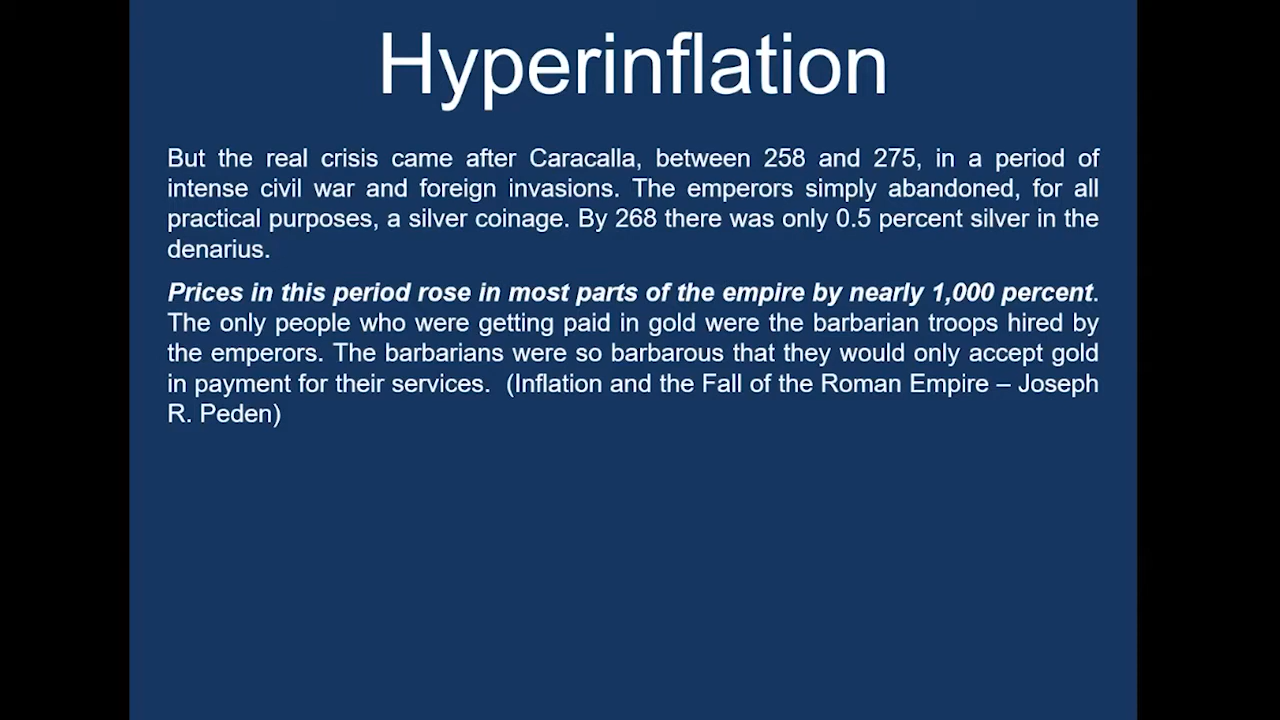 Hyperinflation
But the real crisis came after Caracalla, between 258 and 275, in a period of
intense civil war and foreign invasions. The emperors simply abandoned, for all
practical purposes, a silver coinage. By 268 there was only 0.5 percent silver in the
denarius.
Prices in this period rose in most parts of the empire by nearly 1,000 percent.
The only people who were getting paid in gold were the barbarian troops hired by
the emperors. The barbarians were so barbarous that they would only accept gold
in payment for their services. (Inflation and the Fall of the Roman Empire – Joseph
R. Peden)